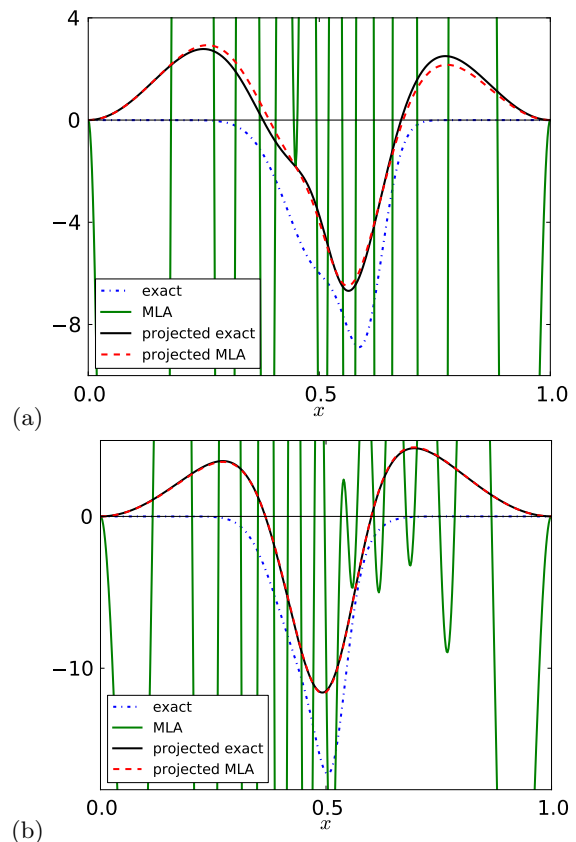 4
0
−4
−8
exact
MLA
projected exact
projected MLA
(a)
0.0
0.5
1.0
x
0
−10
exact
MLA
projected exact
projected MLA
0.0
0.5
1.0
(b)
x